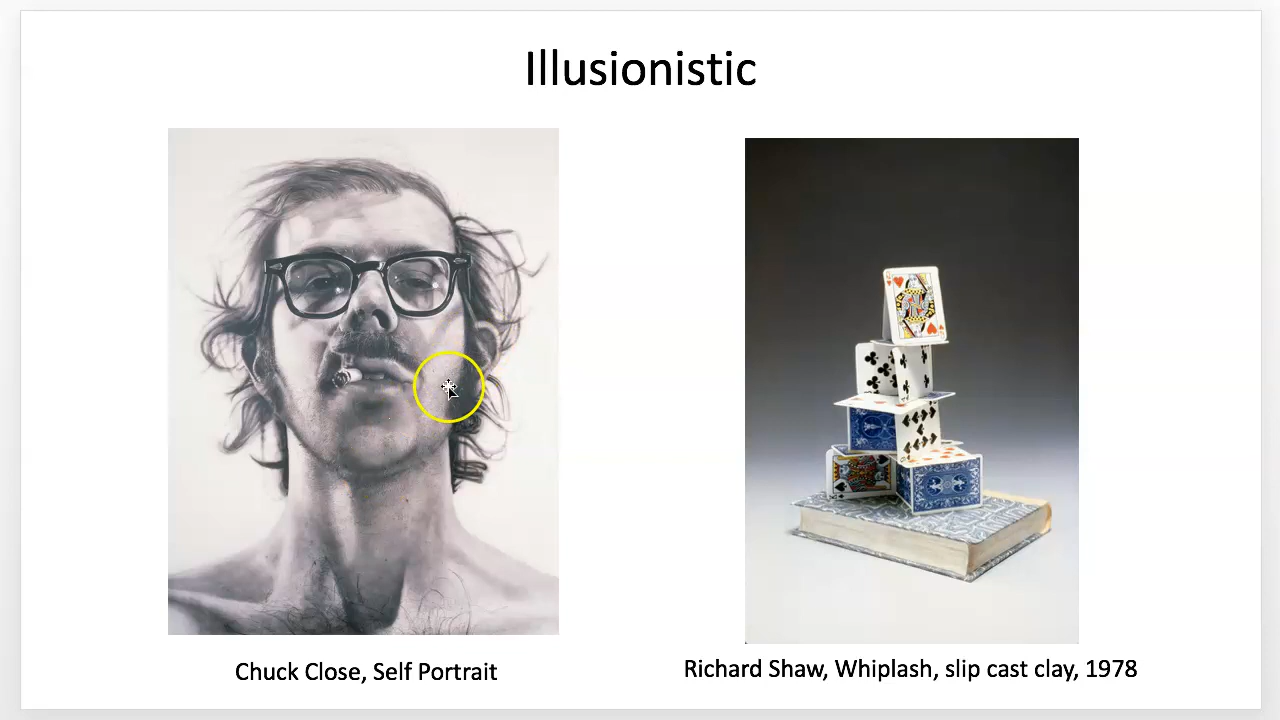 Illusionistic
Chuck Close, Self Portrait
Richard Shaw, Whiplash, slip cast clay, 1978